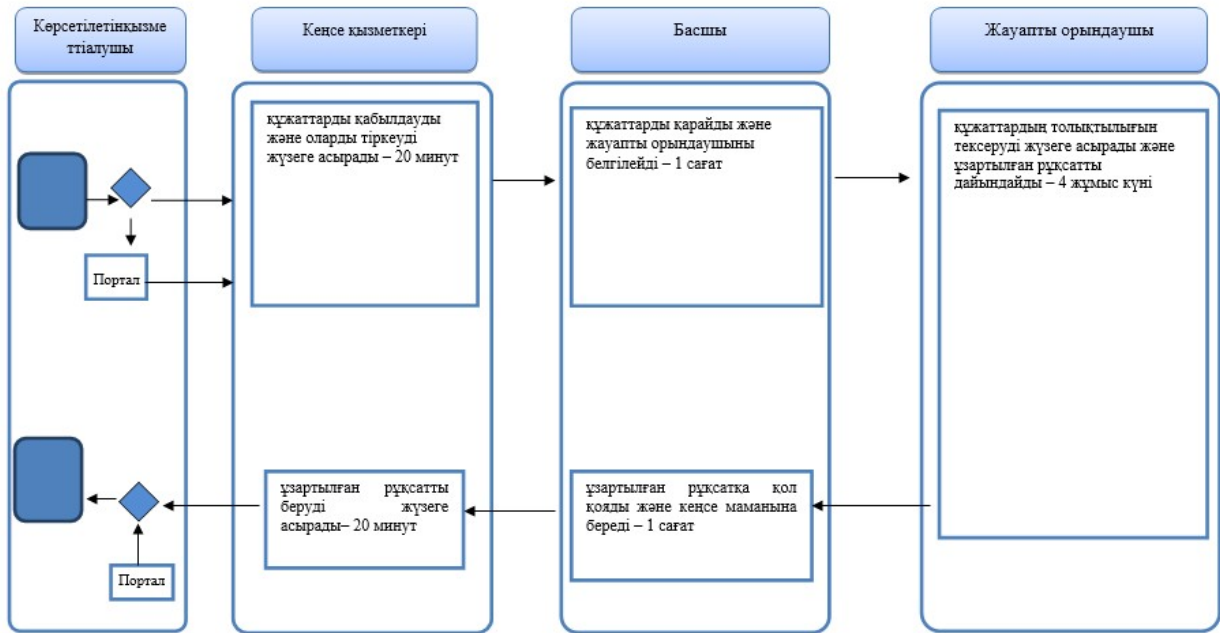 Көрсетілетінқызме
ттіалушы
Кеңсе қызметкері
Басшы
Жауапты орындаушы
құжаттарды қабылдауды
және оларды тіркеуді
жүзеге асырады – 20 минут
құжаттарды қарайды және
жауапты орындаушыны
белгілейді – 1 сағат
құжаттардың толықтылығын
тексеруді жүзеге асырады және
ұзартылған рұқсатты
дайындайды – 4 жұмыс күні
Портал
ұзартылған рұқсатты
беруді жүзеге
асырады– 20 минут
ұзартылған рұқсатқа қол
қояды және кеңсе маманына
береді – 1 сағат
Портал